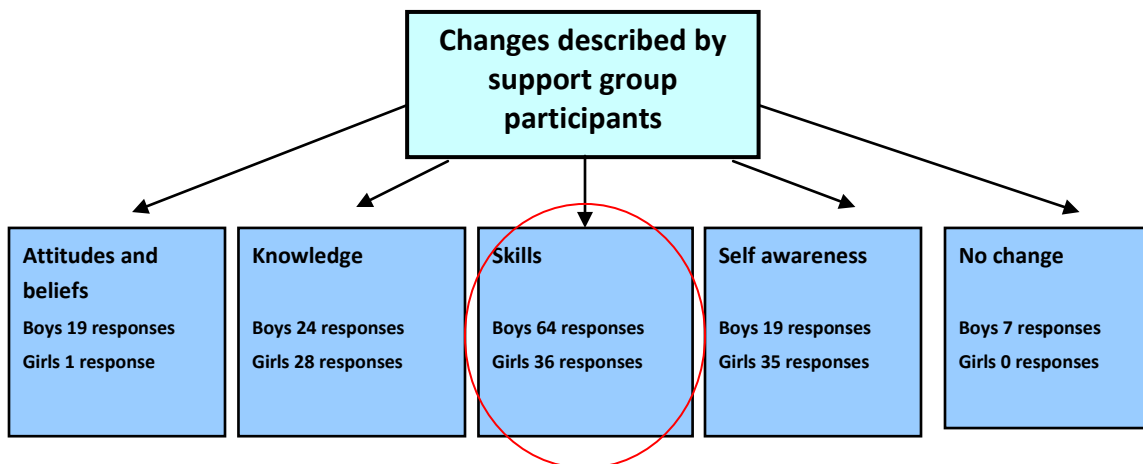 Changes described by
support group
participants
Attitudes and
beliefs
Boys 19 responses
Girls 1 response
Knowledge
Boys 24 responses
Girls 28 responses
Skills
Boys 64 responses
Girls 36 responses
Self awareness
Boys 19 responses
Girls 35 responses
No change
Boys 7 responses
Girls 0 responses